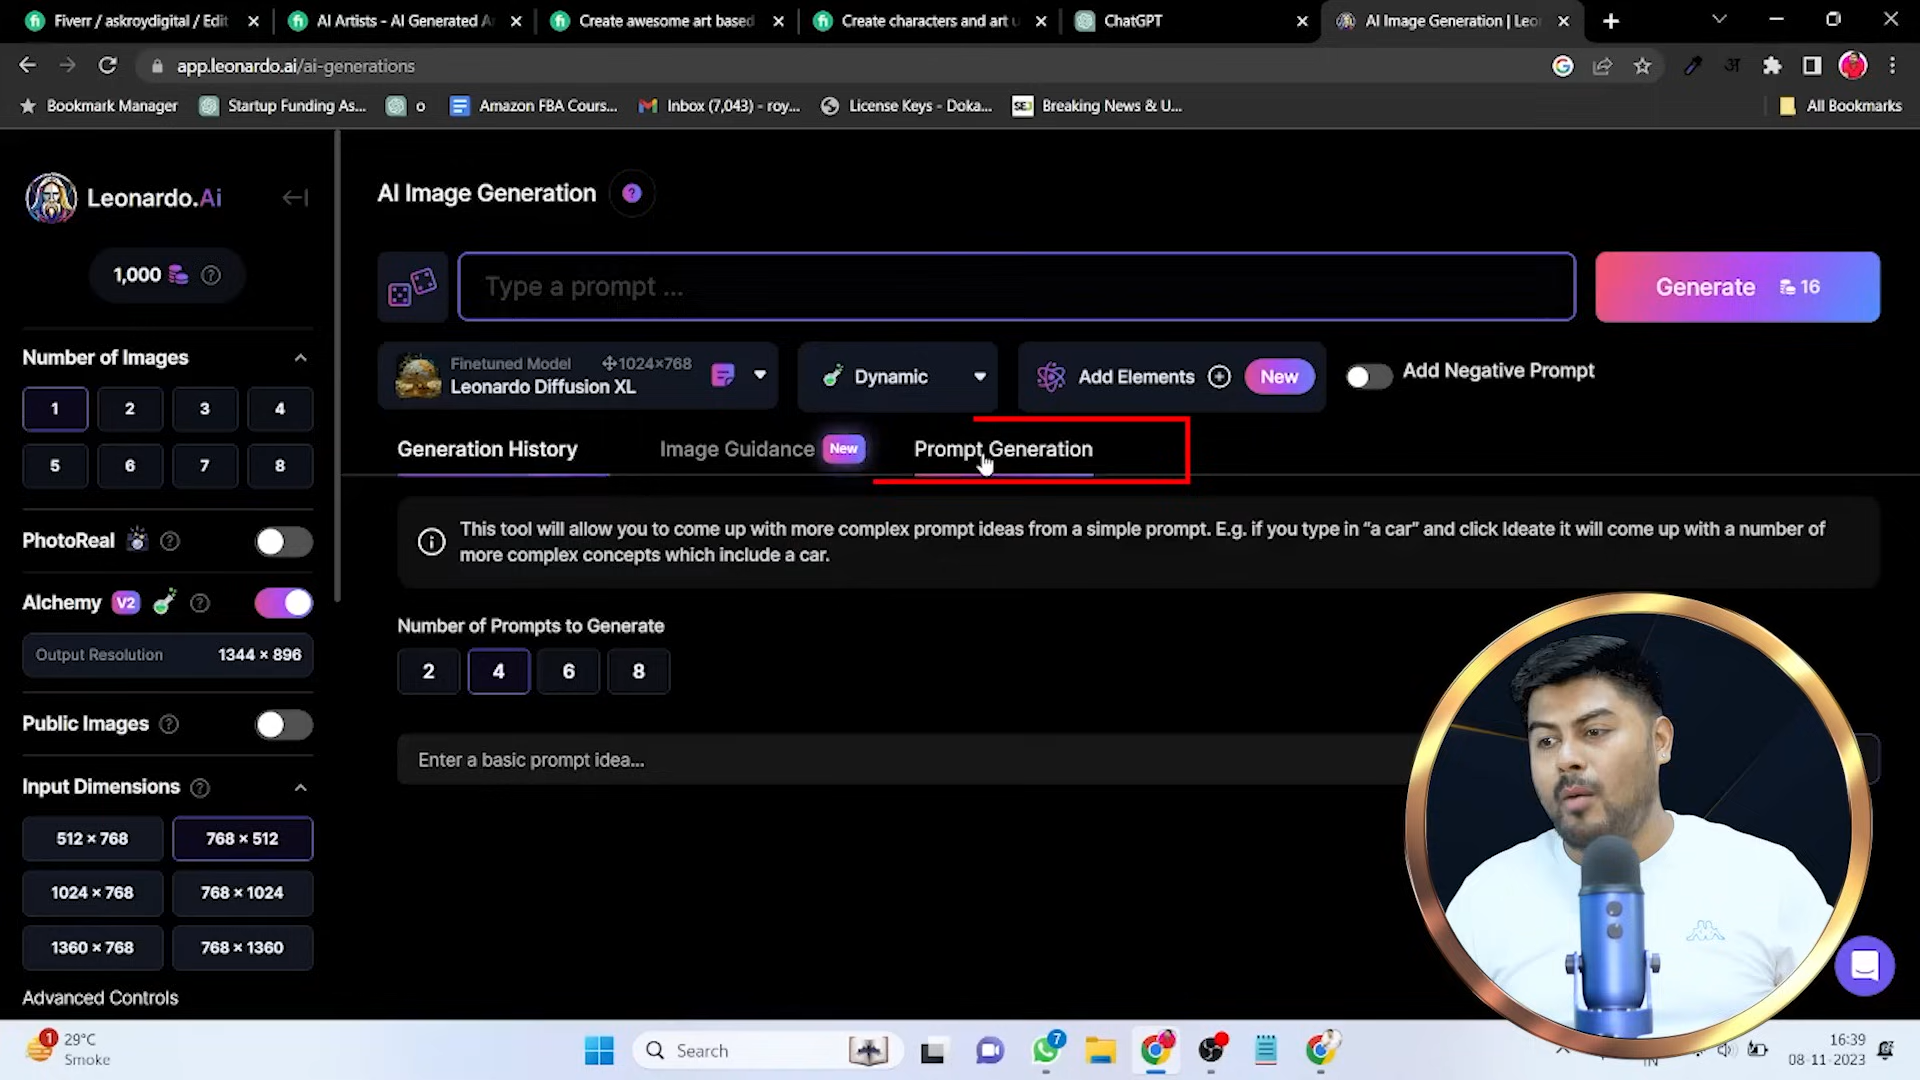 Fiverr / askroydigital / Edit
AI Artists - AI Generated A
Create awesome art based
Create characters and art u
ChatGPT
AI Image Generation | Leo
app.leonardo.ai/ai-generations
Bookmark Manager
Startup Funding As...
o
Amazon FBA Cours...
Inbox (7,043) - roy...
License Keys - Doka...
SEJ
Breaking News & U...
All Bookmarks
Leonardo.Ai
1,000
Number of Images
1 2 3 4
5 6 7 8
PhotoReal
Alchemy V2
Output Resolution 1344 × 896
Public Images
Input Dimensions
512 × 768 768 × 512
1024 × 768 768 × 1024
1360 × 768 768 × 1360
Advanced Controls
AI Image Generation ?
Type a prompt ...
Generate 16
Finetuned Model 1024×768
Leonardo Diffusion XL
Dynamic
Add Elements New
Add Negative Prompt
Generation History
Image Guidance New
Prompt Generation
This tool will allow you to come up with more complex prompt ideas from a simple prompt. E.g. if you type in “a car” and click Ideate it will come up with a number of
more complex concepts which include a car.
Number of Prompts to Generate
2 4 6 8
Enter a basic prompt idea...
1
29°C
Smoke
Search
7
IN
16:39
08-11-2023